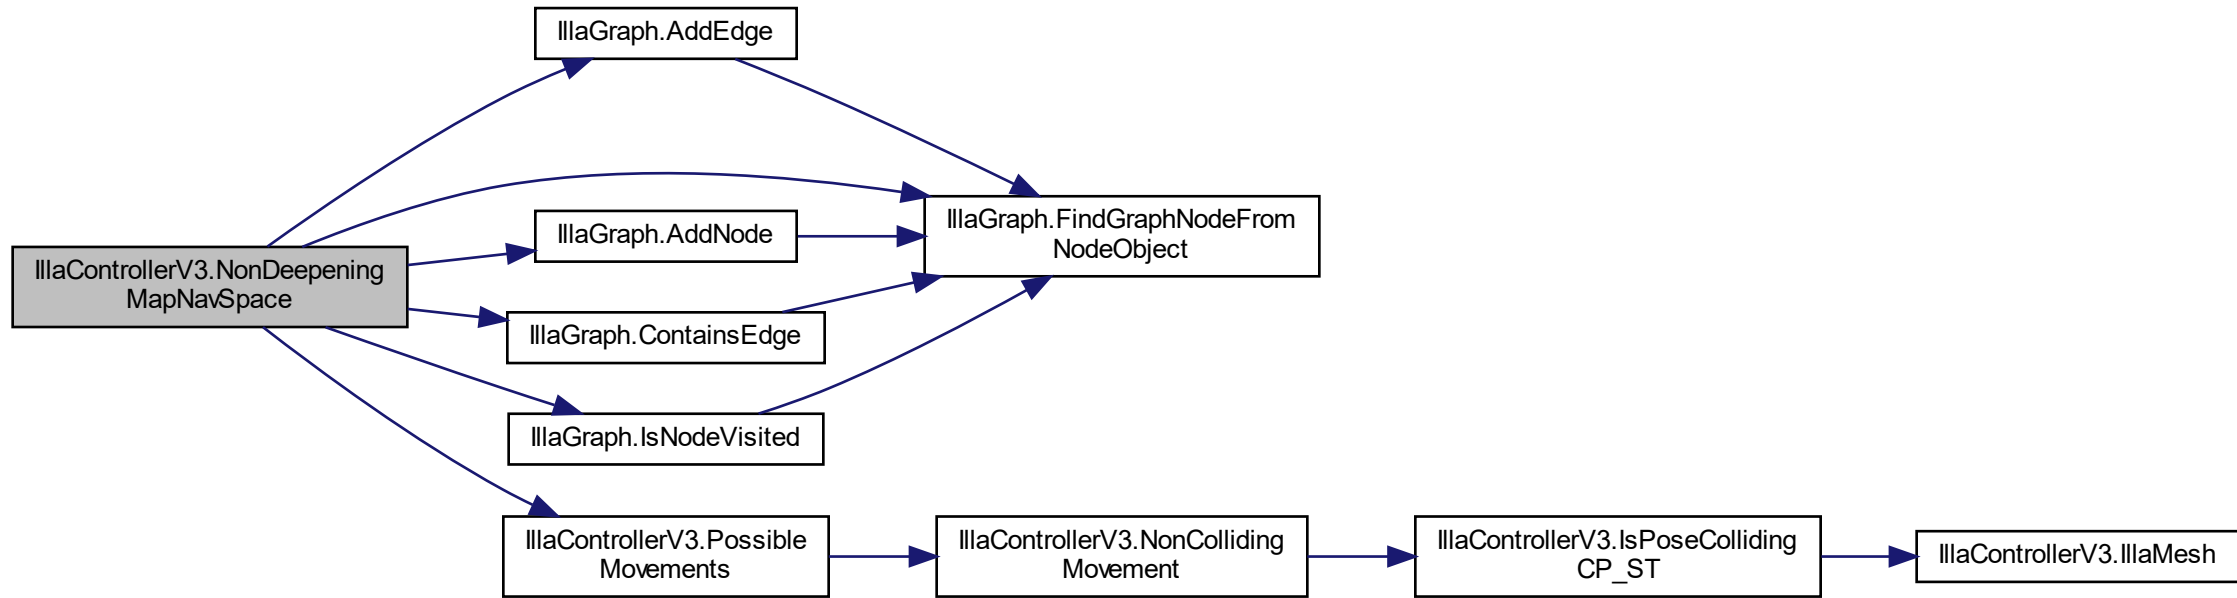 IllaGraph.AddEdge
IllaGraph.FindGraphNodeFrom
NodeObject
IllaGraph.AddNode
IllaControllerV3.NonDeepening
MapNavSpace
IllaGraph.ContainsEdge
IllaGraph.IsNodeVisited
IllaControllerV3.Possible
Movements
IllaControllerV3.NonColliding
Movement
IllaControllerV3.IsPoseColliding
CP_ST
IllaControllerV3.IllaMesh